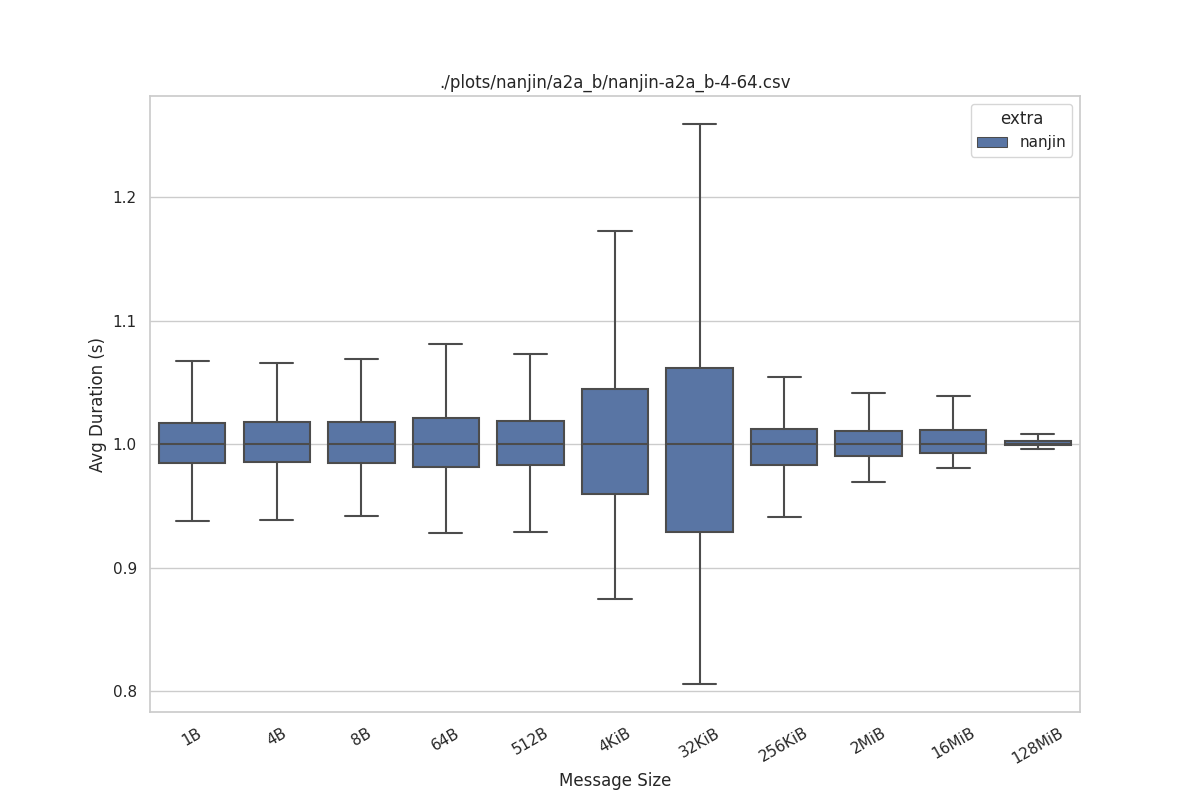 ./plots/nanjin/a2a_b/nanjin-a2a_b-4-64.csv
extra
nanjin
1.2
1.1
1.0
0.9
0.8
Avg Duration (s)
1B 4B 8B 64B 512B 4KiB 32KiB 256KiB 2MiB 16MiB 128MiB
Message Size